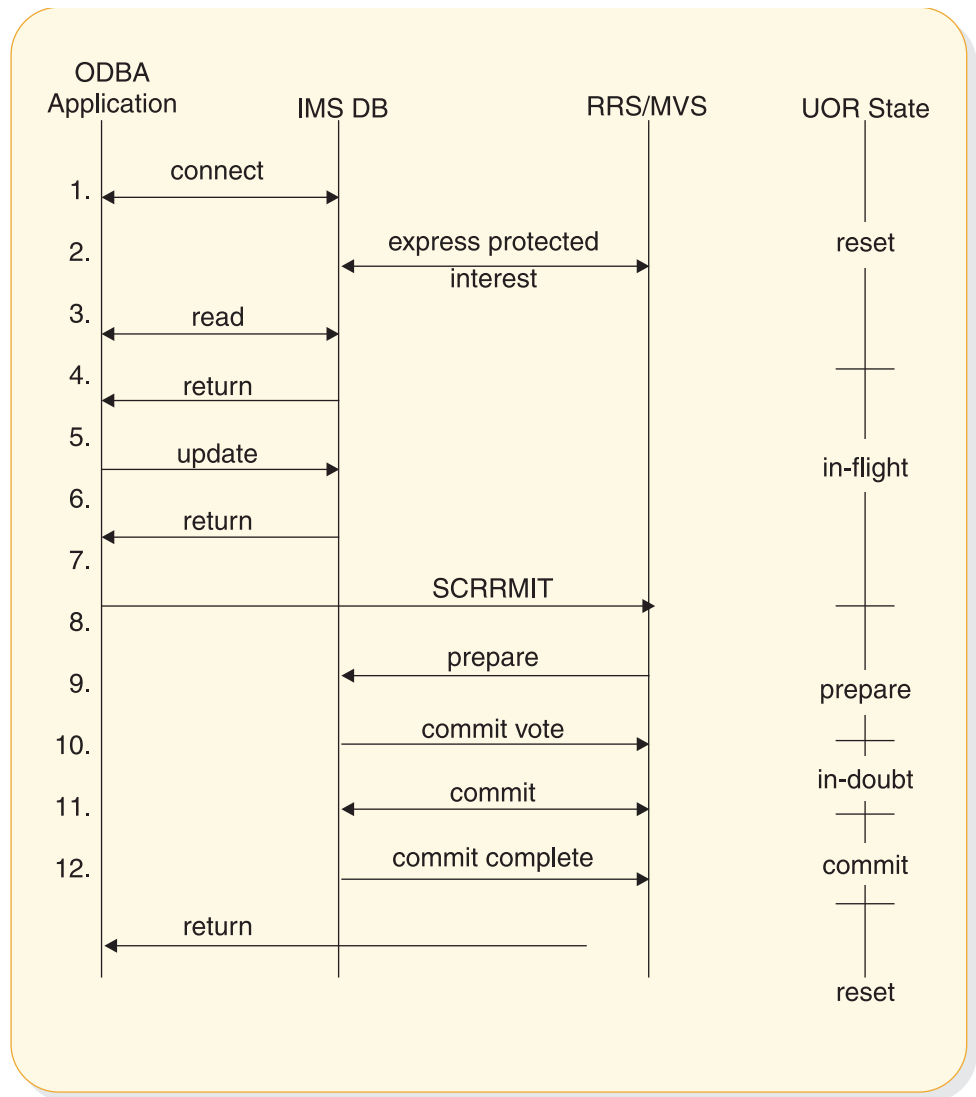 ODBA
Application
IMS DB
RRS/MVS
UOR State
connect
1.
express protected
interest
2.
reset
3.
read
4.
return
5.
update
in-flight
6.
return
7.
SCRRMIT
8.
prepare
9.
prepare
commit vote
10.
in-doubt
commit
11.
commit complete
12.
commit
return
reset